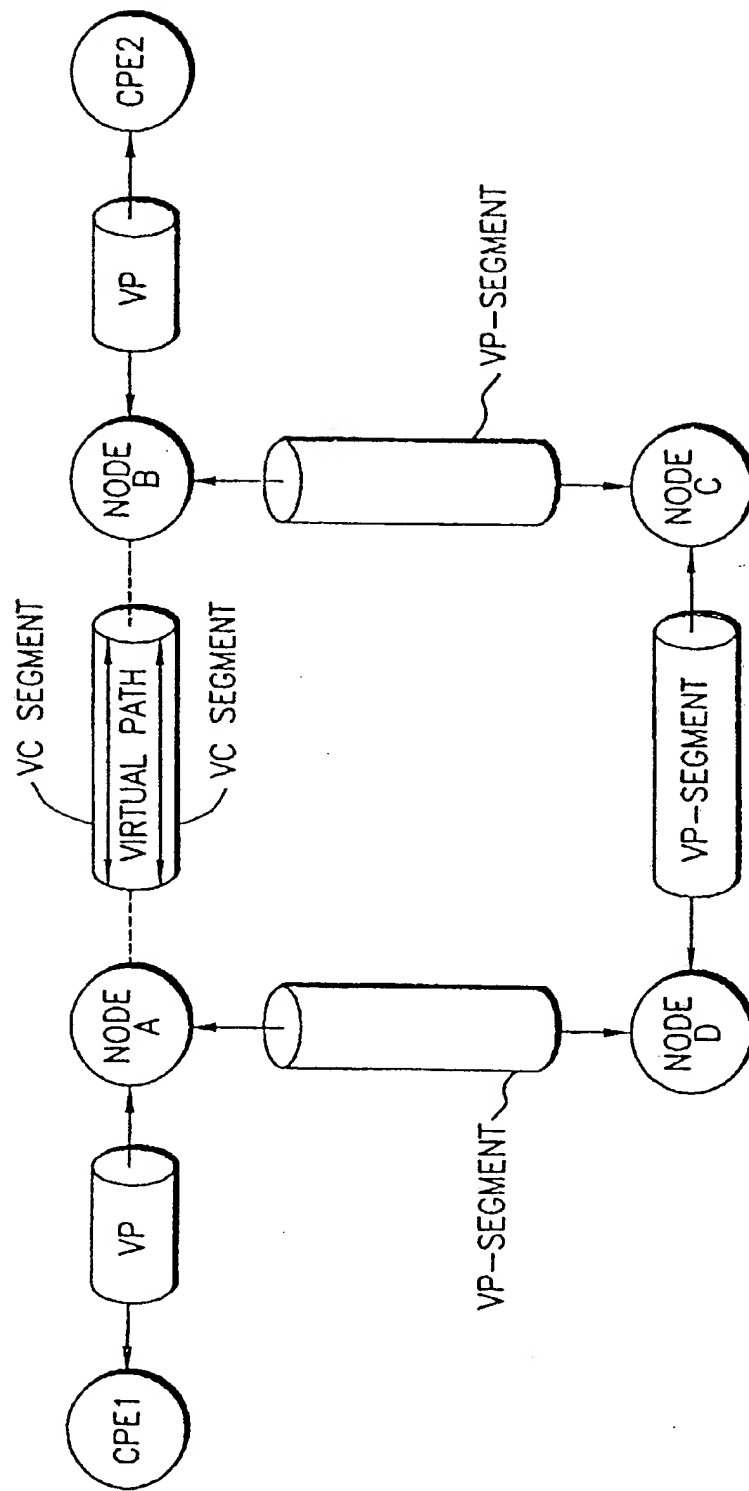 VC SEGMENT
CPE1
VP
NODE
A
VIRTUAL PATH
NODE
B
VP
CPE2
VC SEGMENT
VP-SEGMENT
VP-SEGMENT
NODE
D
VP-SEGMENT
NODE
C